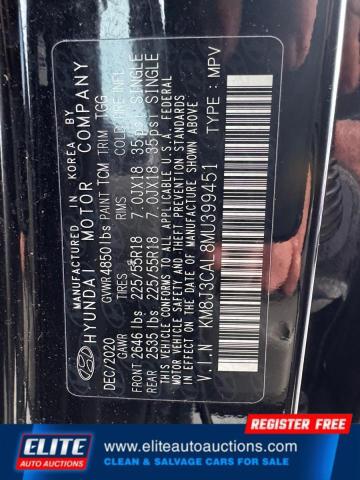 MANUFACTURED IN KOREA BY
HYUNDAI MOTOR COMPANY
DEC/2020 GVWR 4850 lbs PAINT TCM TRIM TGG
GAWR TIRES RIMS COLD TIRE INFL.
FRONT 2646 lbs 225/55R18 7.0JX18 35psi SINGLE
REAR 2535 lbs 225/55R18 7.0JX18 35psi SINGLE
THIS VEHICLE CONFORMS TO ALL APPLICABLE U.S.A. FEDERAL
MOTOR VEHICLE SAFETY AND THEFT PREVENTION STANDARDS
IN EFFECT ON THE DATE OF MANUFACTURE SHOWN ABOVE.
V.I.N : KM8J3CAL8MU399451 TYPE : MPV
ELITE
AUTO AUCTIONS
REGISTER FREE
www.eliteautoauctions.com
CLEAN & SALVAGE CARS FOR 30 YEARS